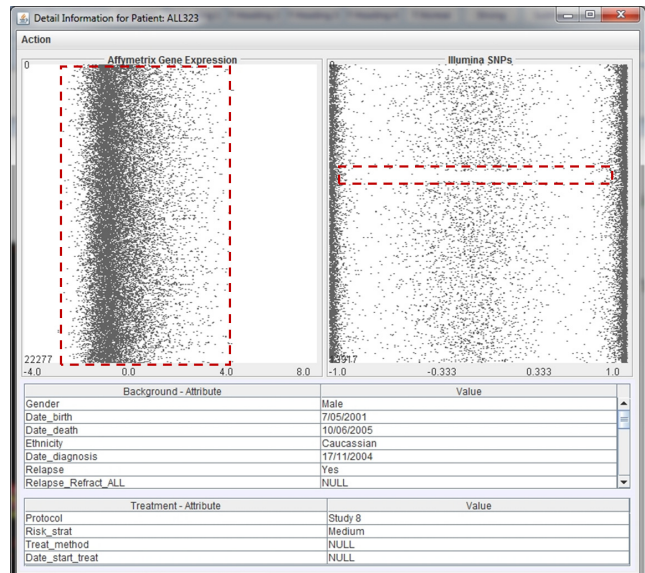 Detail Information for Patient: ALL323
Action
Affymetrix Gene Expression
Illumina SNPs
0
0
22277
-4.0 0.0 4.0 8.0
-1.0 -0.333 0.333 1.0
Background - Attribute Value
Gender Male
Date_birth 7/05/2001
Date_death 10/06/2005
Ethnicity Caucassian
Date_diagnosis 17/11/2004
Relapse Yes
Relapse_Refract_ALL NULL
Treatment - Attribute Value
Protocol Study 8
Risk_strat Medium
Treat_method NULL
Date_start_treat NULL